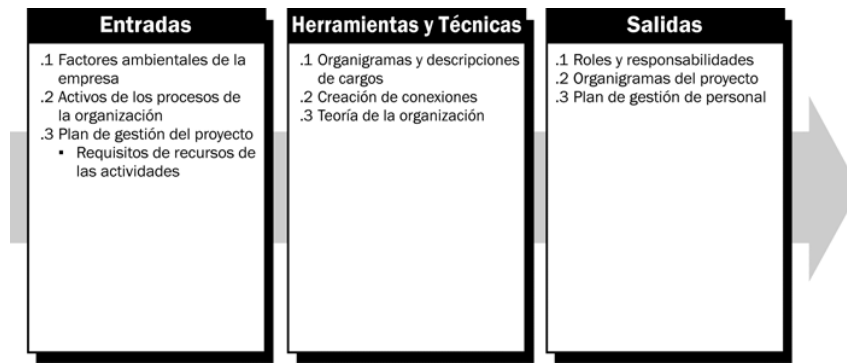 Entradas
.1 Factores ambientales de la
empresa
.2 Activos de los procesos de
la organización
.3 Plan de gestión del proyecto
▪ Requisitos de recursos de
las actividades
Herramientas y Técnicas
.1 Organigramas y descripciones
de cargos
.2 Creación de conexiones
.3 Teoría de la organización
Salidas
.1 Roles y responsabilidades
.2 Organigramas del proyecto
.3 Plan de gestión de personal